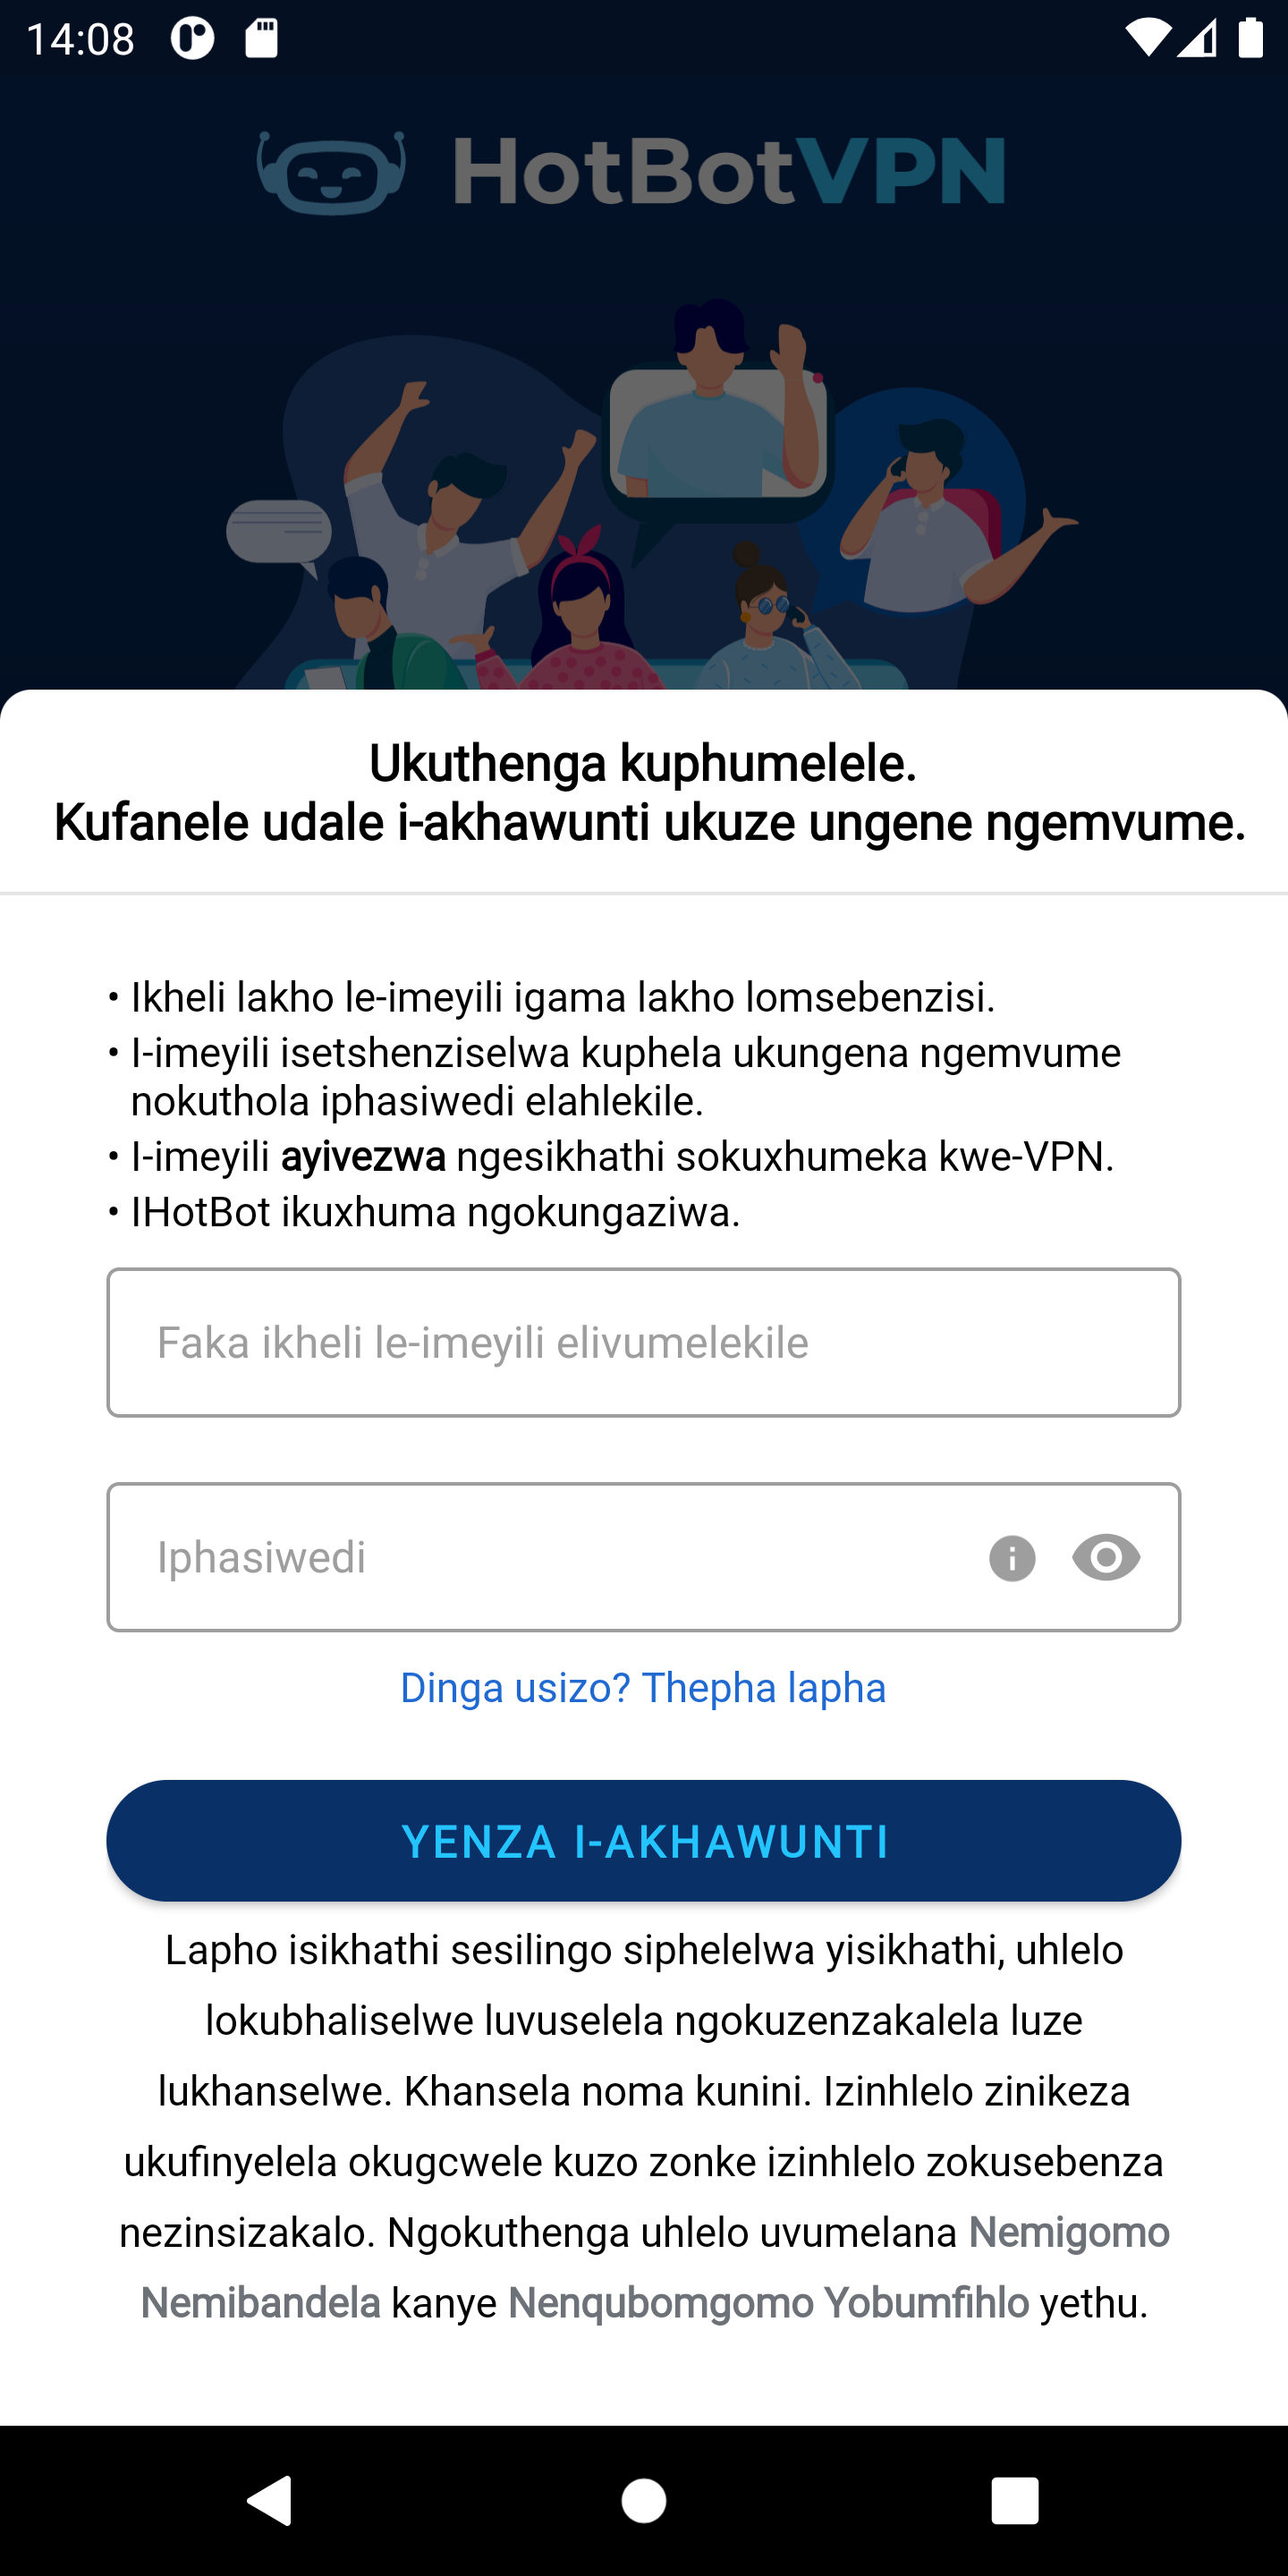 14:08
HotBotVPN
Ukuthenga kuphumelele.
Kufanele udale i-akhawunti ukuze ungene ngemvume.
• Ikheli lakho le-imeyili igama lakho lomsebenzisi.
• I-imeyili isetshenziselwa kuphela ukungena ngemvume
nokuthola iphasiwedi elahlekile.
• I-imeyili ayivezwa ngesikhathi sokuxhumeka kwe-VPN.
• IHotBot ikuxhuma ngokungaziwa.
Faka ikheli le-imeyili elivumelekile
Iphasiwedi
Dinga usizo? Thepha lapha
YENZA I-AKHAWUNTI
Lapho isikhathi sesilingo siphelelwa yisikhathi, uhlelo
lokubhaliselwe luvuselela ngokuzenzakalela luze
lukhanselwe. Khansela noma kunini. Izinhlelo zinikeza
ukufinyelela okugcwele kuzo zonke izinhlelo zokusebenza
nezinsizakalo. Ngokuthenga uhlelo uvumelana Nemigomo
Nemibandela kanye Nenqubomgomo Yobumfihlo yethu.